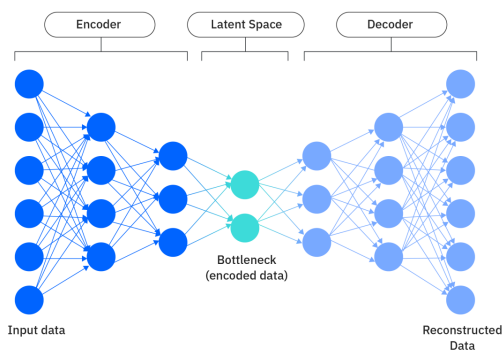 Encoder
Latent Space
Decoder
Bottleneck
(encoded data)
Input data
Reconstructed
Data